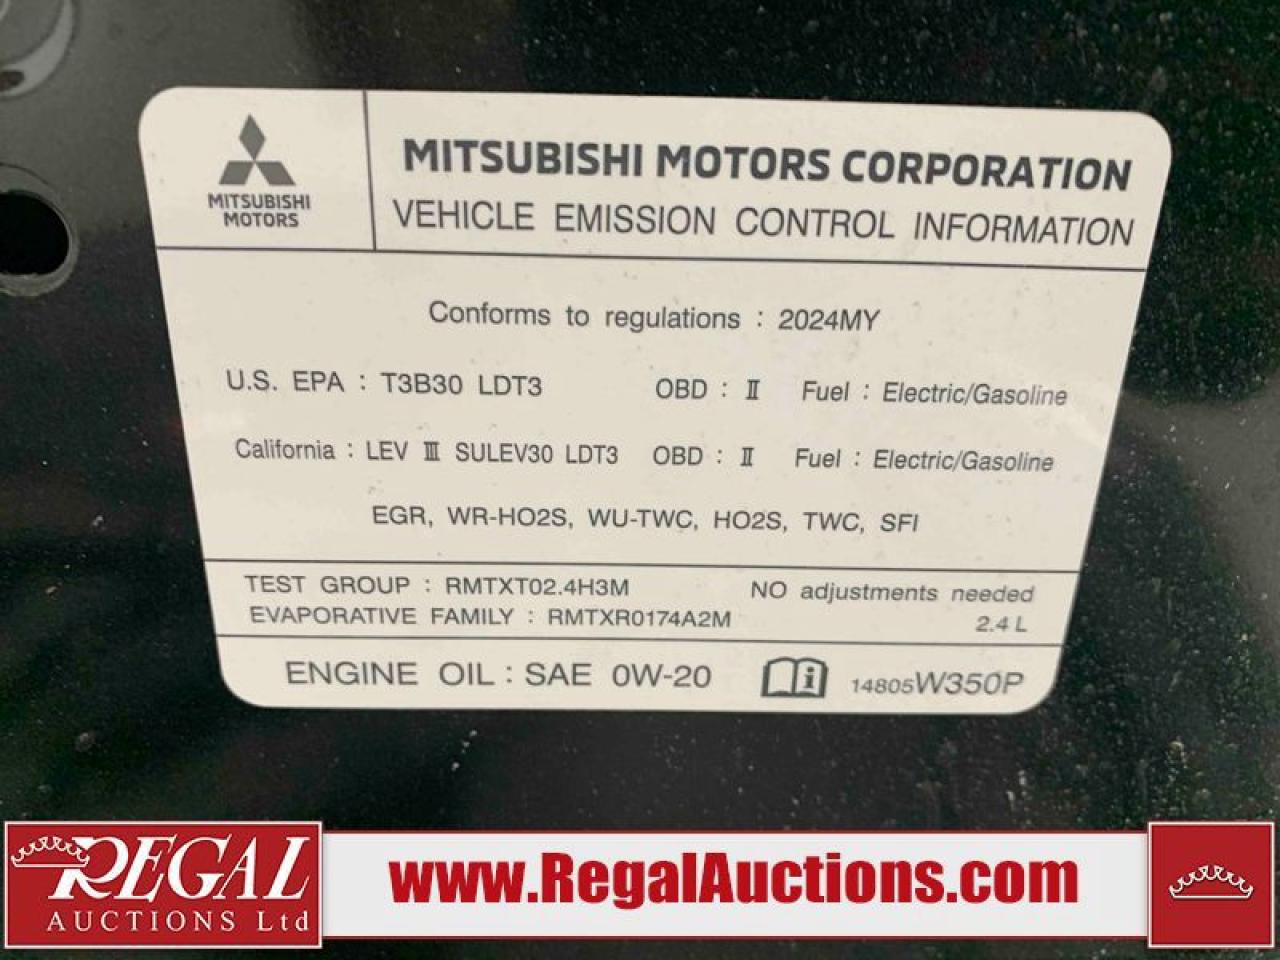 MITSUBISHI MOTORS CORPORATION
MITSUBISHI
MOTORS
VEHICLE EMISSION CONTROL INFORMATION
Conforms to regulations : 2024MY
U.S. EPA : T3B30 LDT3 OBD : Ⅱ Fuel : Electric/Gasoline
California : LEV Ⅲ SULEV30 LDT3 OBD : Ⅱ Fuel : Electric/Gasoline
EGR, WR-HO2S, WU-TWC, HO2S, TWC, SFI
TEST GROUP : RMTXT02.4H3M NO adjustments needed
EVAPORATIVE FAMILY : RMTXR0174A2M 2.4 L
ENGINE OIL : SAE 0W-20 i 14805W350P
REGAL
AUCTIONS Ltd
www.RegalAuctions.com